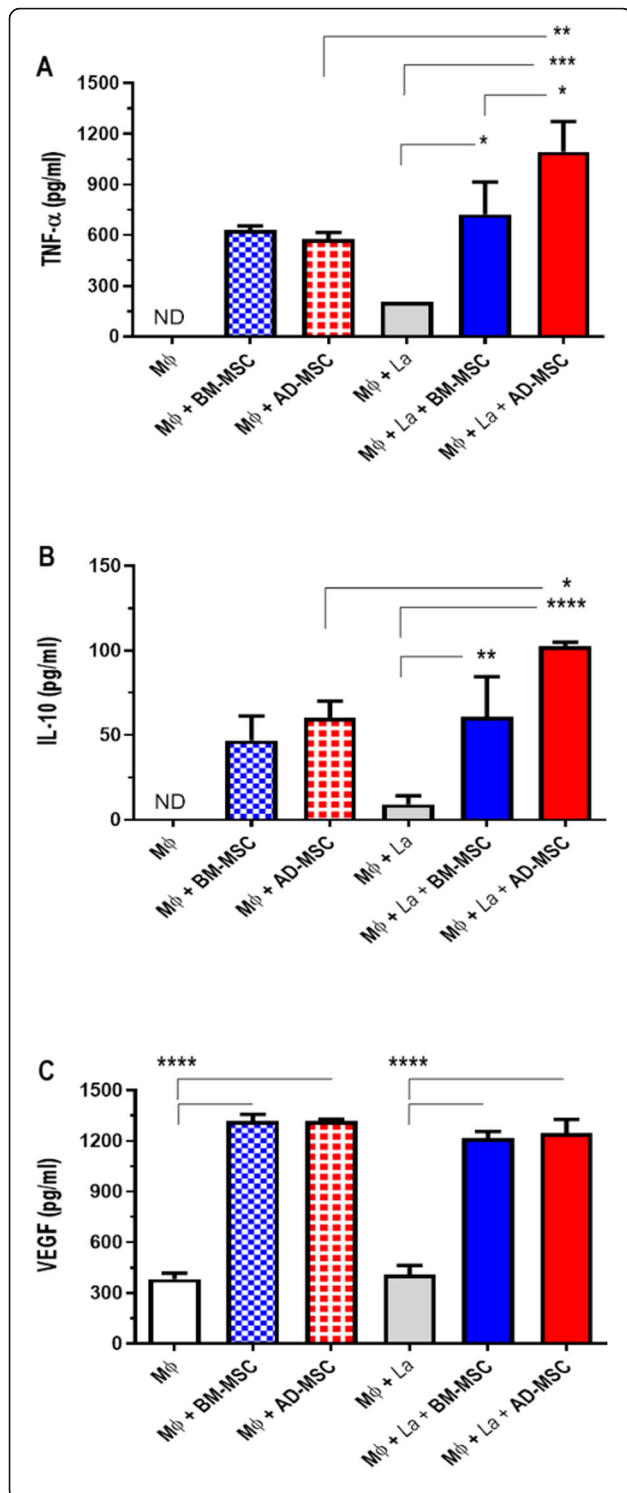 A
**
***
*
*
1500
1200
900
600
300
0
TNF-α (pg/ml)
ND
Mϕ
Mϕ + BM-MSC
Mϕ + AD-MSC
Mϕ + La
Mϕ + La + BM-MSC
Mϕ + La + AD-MSC
B
*
****
**
150
100
50
0
IL-10 (pg/ml)
ND
Mϕ
Mϕ + BM-MSC
Mϕ + AD-MSC
Mϕ + La
Mϕ + La + BM-MSC
Mϕ + La + AD-MSC
C
****
****
1500
1200
900
600
300
0
VEGF (pg/ml)
Mϕ
Mϕ + BM-MSC
Mϕ + AD-MSC
Mϕ + La
Mϕ + La + BM-MSC
Mϕ + La + AD-MSC